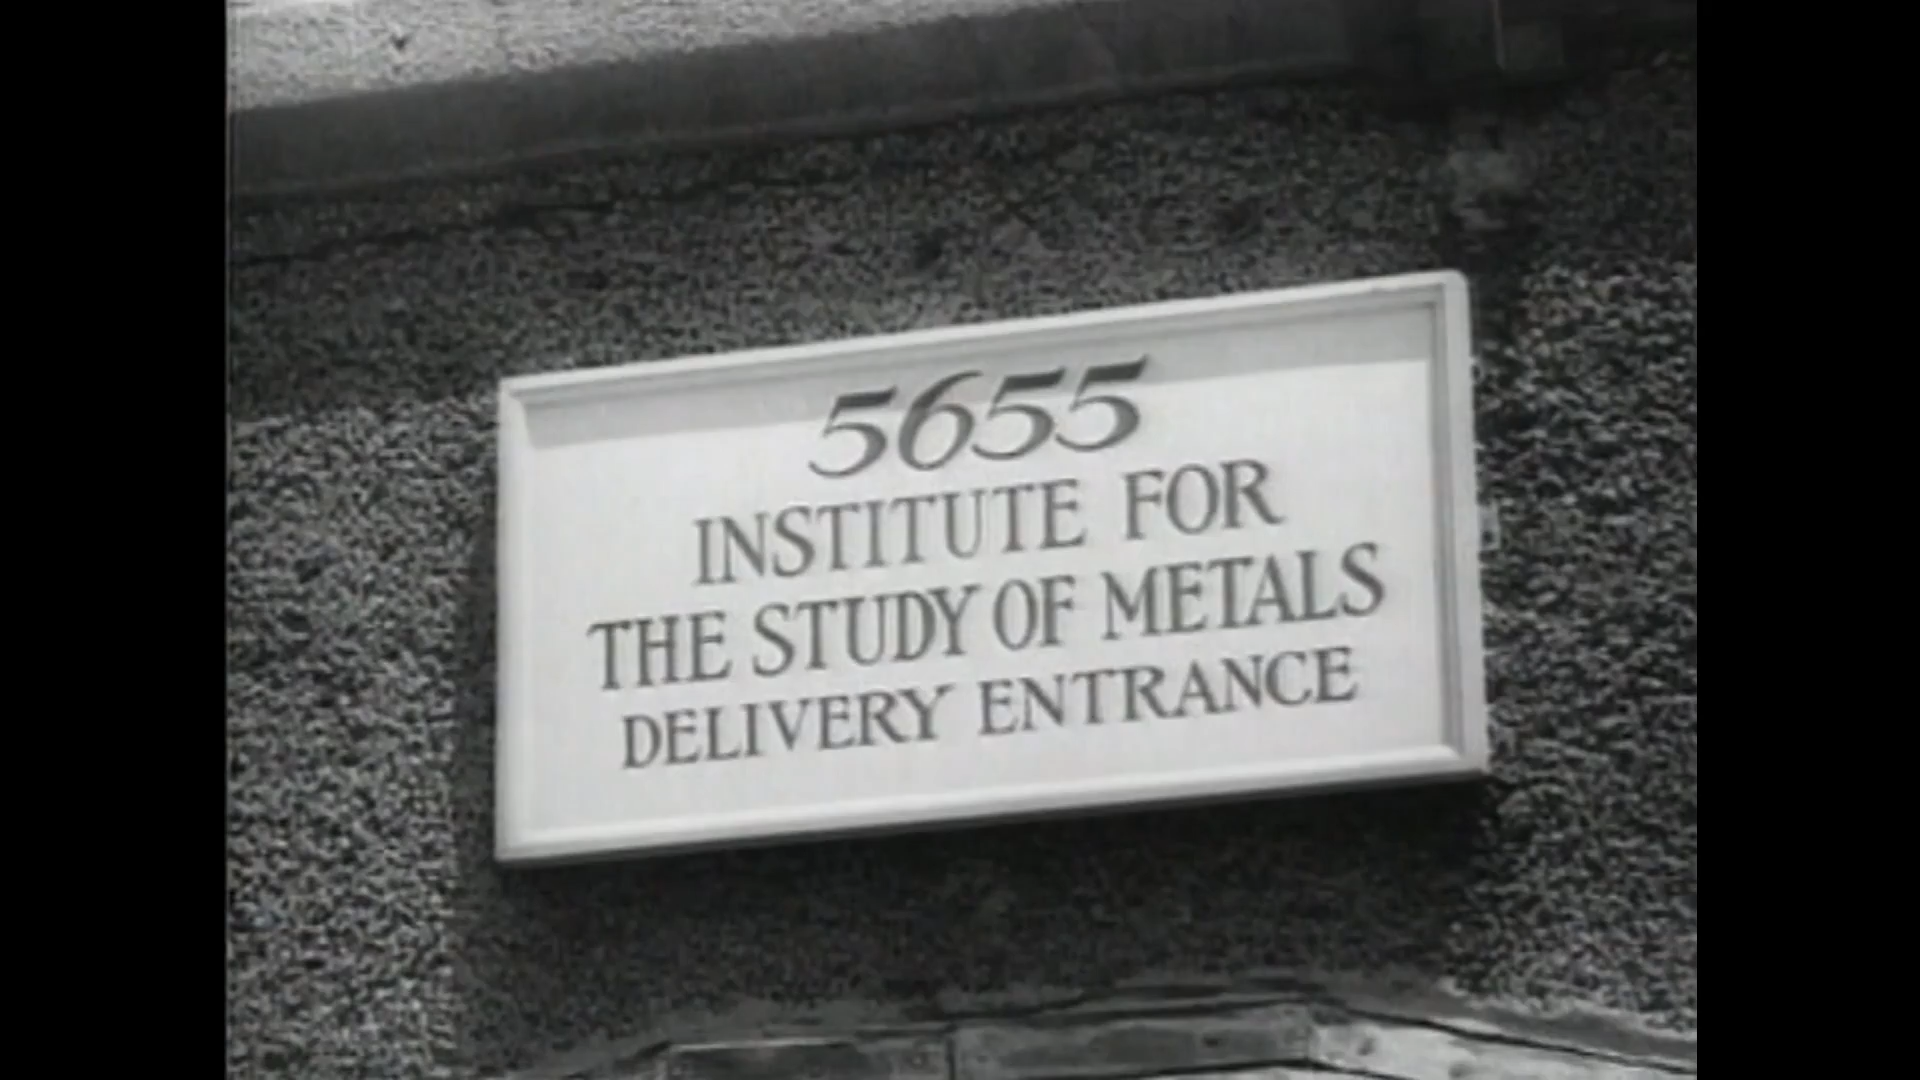 5655
INSTITUTE FOR
THE STUDY OF METALS
DELIVERY ENTRANCE